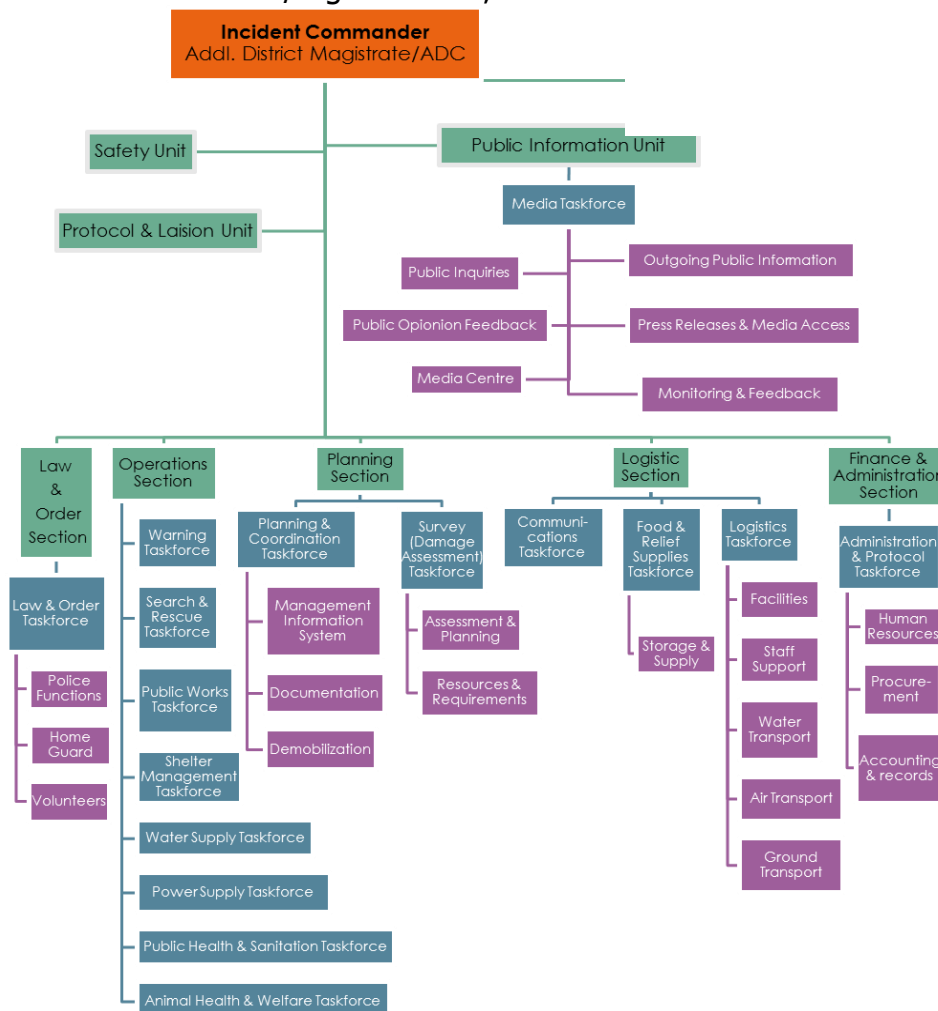 Incident Commander
Addl. District Magistrate/ADC
Safety Unit
Public Information Unit
Protocol & Laision Unit
Media Taskforce
Public Inquiries
Outgoing Public Information
Public Opionion Feedback
Press Releases & Media Access
Media Centre
Monitoring & Feedback
Law
&
Order
Section
Operations
Section
Planning
Section
Logistic
Section
Finance &
Administration
Section
Law & Order
Taskforce
Police
Functions
Home
Guard
Volunteers
Warning
Taskforce
Search &
Rescue
Taskforce
Public Works
Taskforce
Shelter
Management
Taskforce
Water Supply Taskforce
Power Supply Taskforce
Public Health & Sanitation Taskforce
Animal Health & Welfare Taskforce
Planning &
Coordination
Taskforce
Management
Information
System
Documentation
Demobilization
Survey
(Damage
Assessment)
Taskforce
Assessment &
Planning
Resources &
Requirements
Communi-
cations
Taskforce
Food &
Relief
Supplies
Taskforce
Storage &
Supply
Logistics
Taskforce
Facilities
Staff
Support
Water
Transport
Air Transport
Ground
Transport
Administration
& Protocol
Taskforce
Human
Resources
Procure-
ment
Accounting
& records